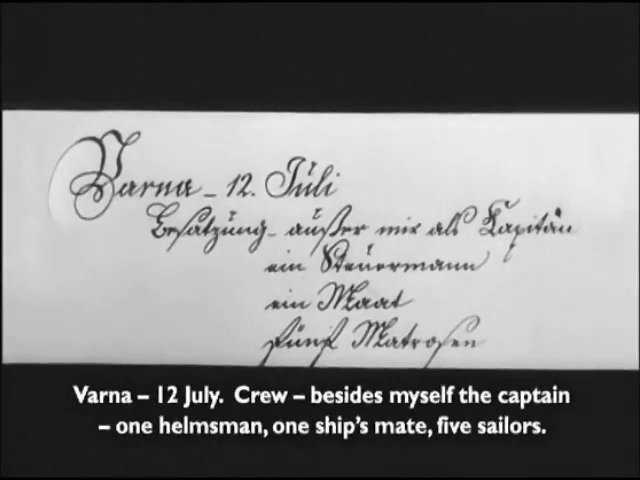 Varna – 12. Juli
Besatzung – außer mir als Kapitän
ein Steuermann
ein Maat
fünf Matrosen
Varna – 12 July. Crew – besides myself the captain
– one helmsman, one ship's mate, five sailors.